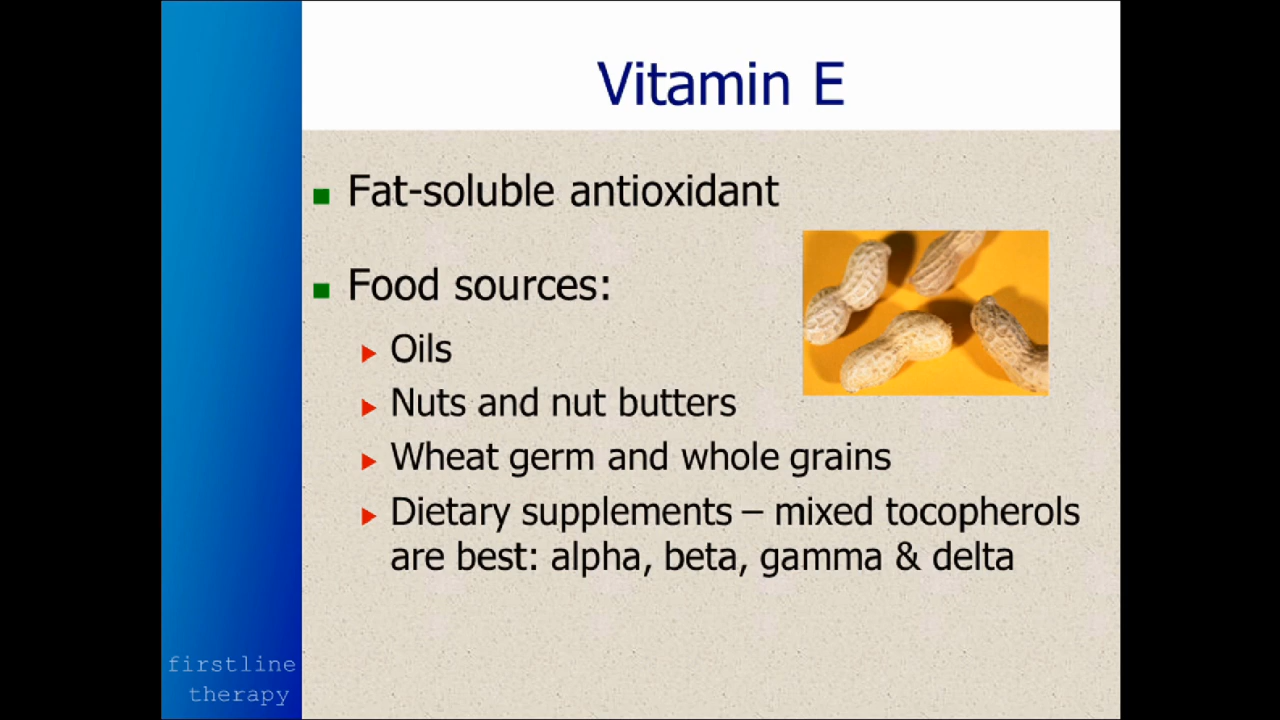 Vitamin E
Fat-soluble antioxidant
Food sources:
Oils
Nuts and nut butters
Wheat germ and whole grains
Dietary supplements – mixed tocopherols
are best: alpha, beta, gamma & delta
firstline
therapy